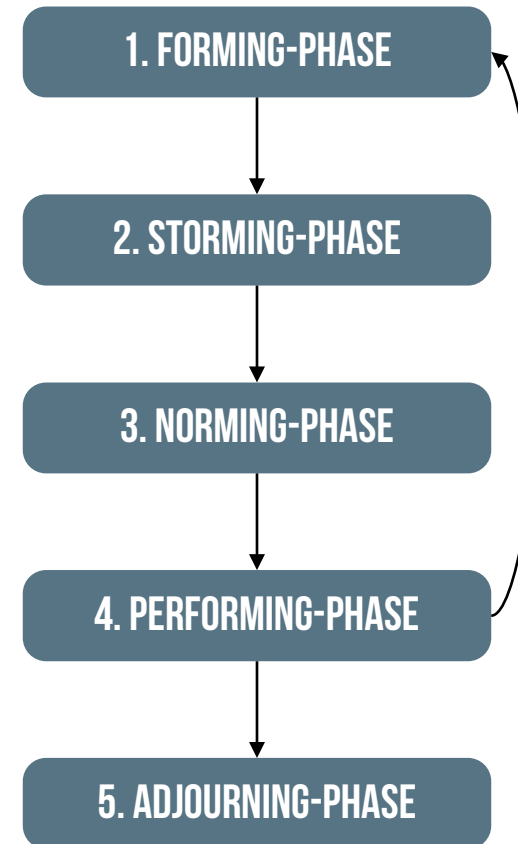 1. FORMING-PHASE
2. STORMING-PHASE
3. NORMING-PHASE
4. PERFORMING-PHASE
5. ADJOURNING-PHASE